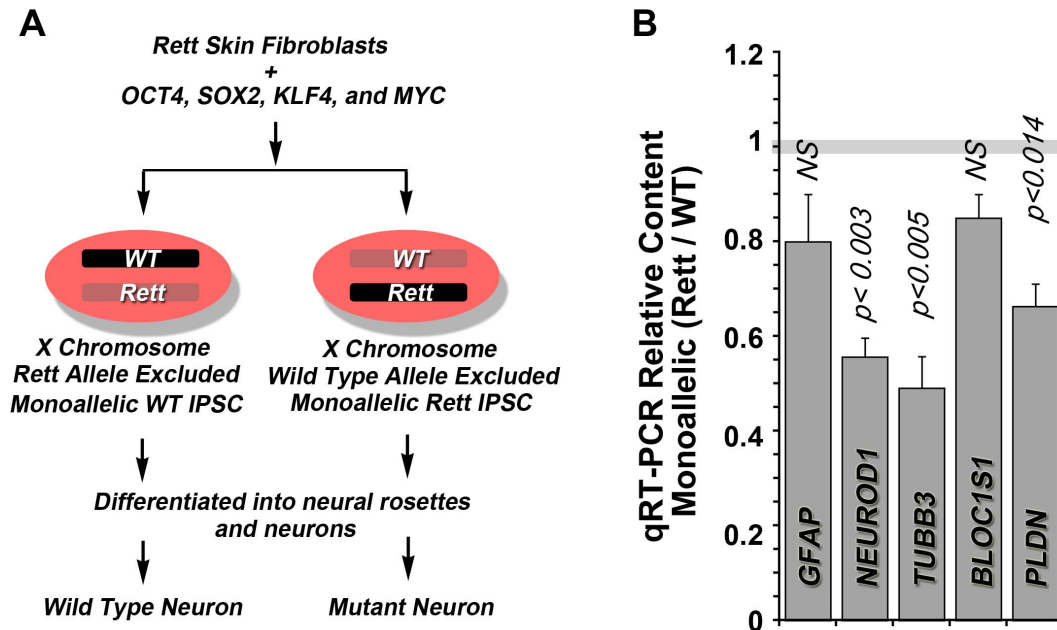 A
Rett Skin Fibroblasts
+
OCT4, SOX2, KLF4, and MYC
WT
Rett
WT
Rett
X Chromosome
Rett Allele Excluded
Monoallelic WT IPSC
X Chromosome
Wild Type Allele Excluded
Monoallelic Rett IPSC
Differentiated into neural rosettes
and neurons
Wild Type Neuron
Mutant Neuron
B
qRT-PCR Relative Content
Monoallelic (Rett / WT)
1.2
1
0.8
0.6
0.4
0.2
0
NS
p< 0.003
p<0.005
NS
p<0.014
GFAP
NEUROD1
TUBB3
BLOC1S1
PLDN